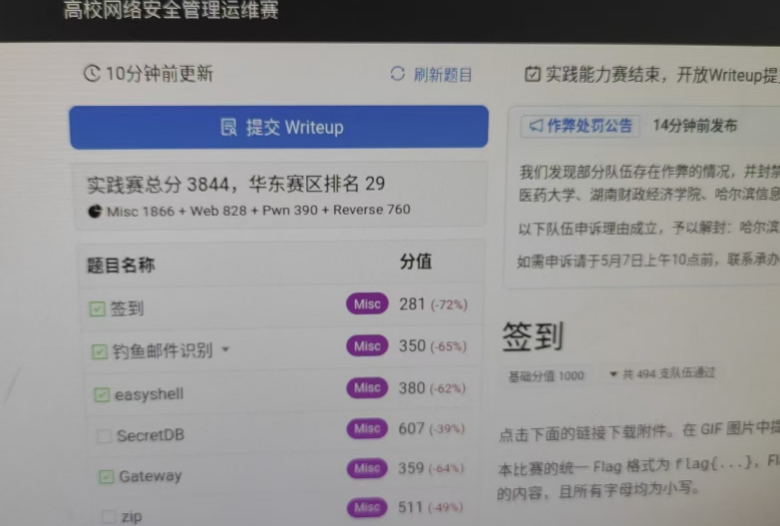 高校网络安全管理运维赛
10分钟前更新
刷新题目
提交 Writeup
实践赛总分 3844，华东赛区排名 29
Misc 1866 + Web 828 + Pwn 390 + Reverse 760
题目名称 分值
签到 Misc 281 (-72%)
钓鱼邮件识别 Misc 350 (-65%)
easyshell Misc 380 (-62%)
SecretDB Misc 607 (-39%)
Gateway Misc 359 (-64%)
zip Misc 511 (-49%)
实践能力赛结束，开放Writeup提
作弊处罚公告 14分钟前发布
我们发现部分队伍存在作弊的情况，并封禁
医药大学、湖南财政经济学院、哈尔滨信息
以下队伍申诉理由成立，予以解封：哈尔滨
如需申诉请于5月7日上午10点前，联系承办
签到
基础分值 1000 共 494 支队伍通过
点击下面的链接下载附件。在 GIF 图片中提
本比赛的统一 Flag 格式为 flag{...}，Fl
的内容，且所有字母均为小写。